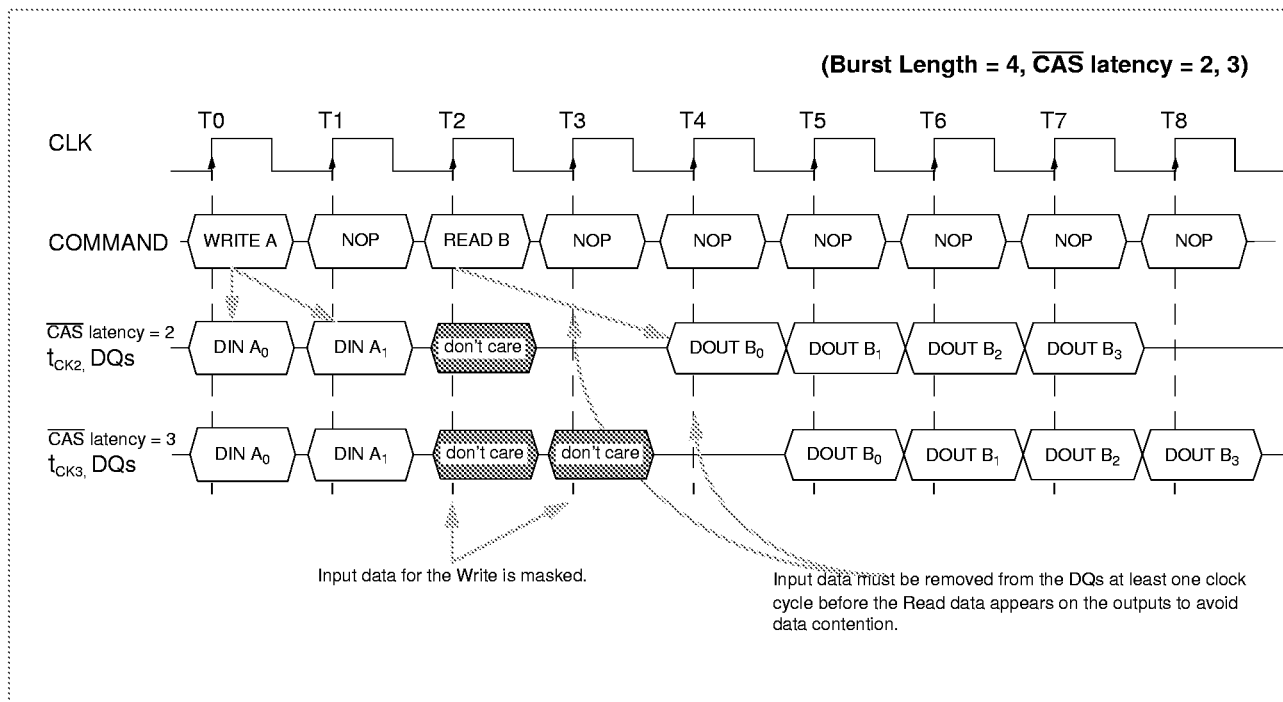 (Burst Length = 4, CAS latency = 2, 3)
T0 T1 T2 T3 T4 T5 T6 T7 T8
CLK
COMMAND WRITE A NOP READ B NOP NOP NOP NOP NOP NOP
CAS latency = 2
tCK2, DQs DIN A0 DIN A1 don't care DOUT B0 DOUT B1 DOUT B2 DOUT B3
CAS latency = 3
tCK3, DQs DIN A0 DIN A1 don't care don't care DOUT B0 DOUT B1 DOUT B2 DOUT B3
Input data for the Write is masked.
Input data must be removed from the DQs at least one clock
cycle before the Read data appears on the outputs to avoid
data contention.